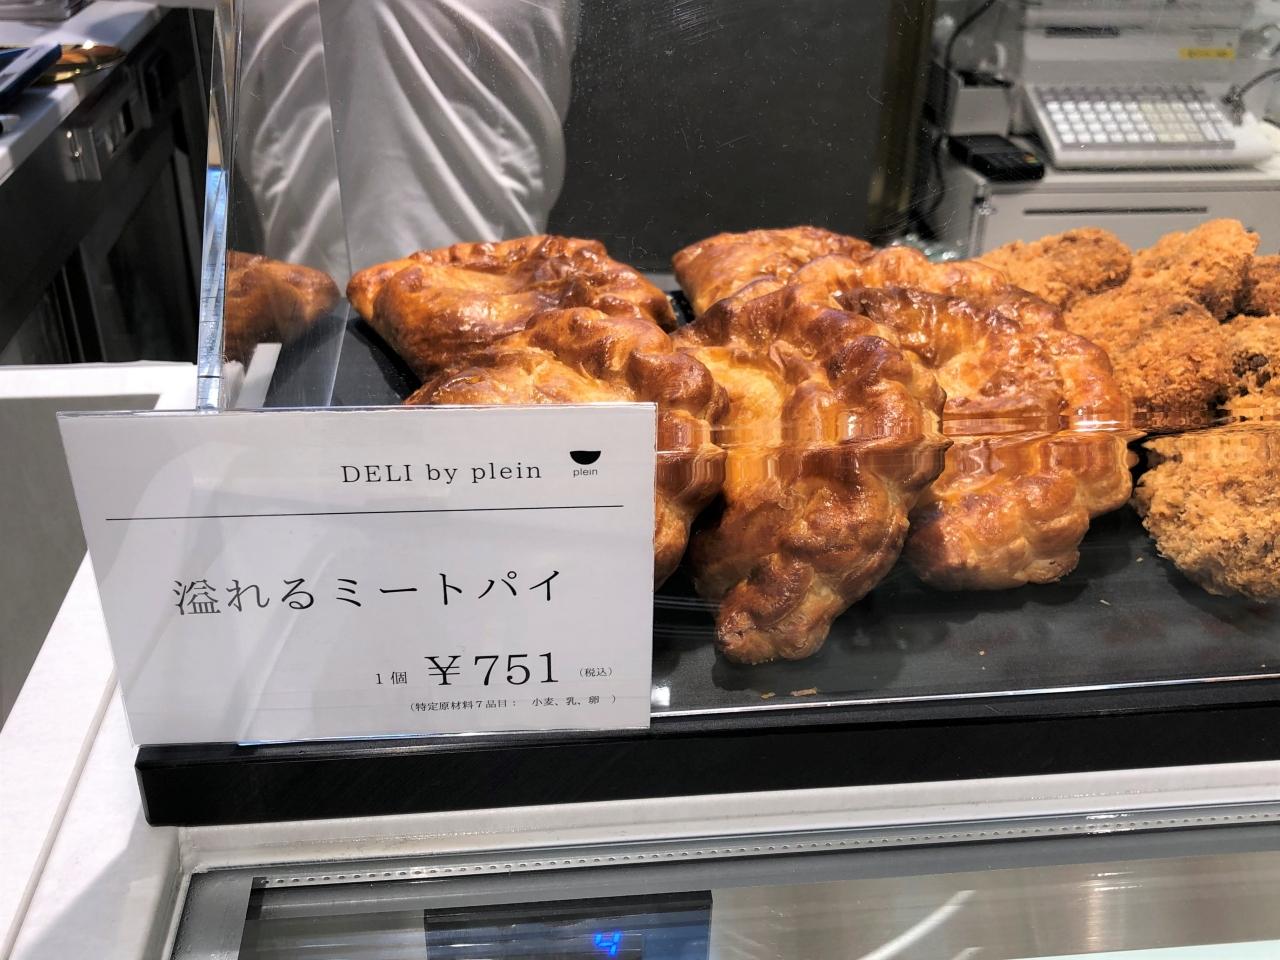 DELI by plein
plein
溢れるミートパイ
1個 ¥751 (税込)
(特定原材料7品目: 小麦、乳、卵 )
4